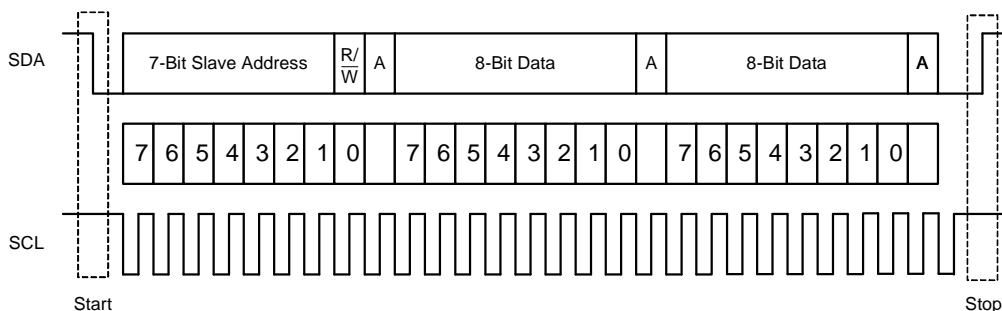 SDA
7-Bit Slave Address R/W A 8-Bit Data A 8-Bit Data A
7 6 5 4 3 2 1 0 7 6 5 4 3 2 1 0 7 6 5 4 3 2 1 0
SCL
Start Stop